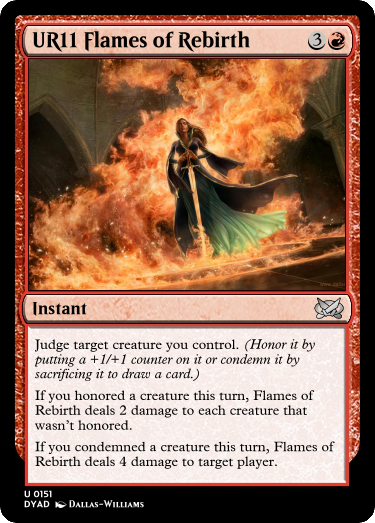 UR11 Flames of Rebirth
3
Instant
Judge target creature you control. (Honor it by
putting a +1/+1 counter on it or condemn it by
sacrificing it to draw a card.)
If you honored a creature this turn, Flames of
Rebirth deals 2 damage to each creature that
wasn't honored.
If you condemned a creature this turn, Flames of
Rebirth deals 4 damage to target player.
U 0151
DYAD Dallas-Williams